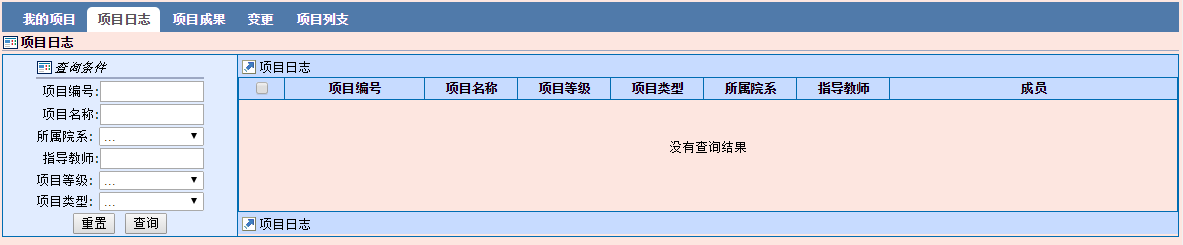 我的项目 项目日志 项目成果 变更 项目列支
项目日志
查询条件
项目编号:
项目名称:
所属院系: ...
指导教师:
项目等级: ...
项目类型: ...
重置 查询
项目日志
项目编号 项目名称 项目等级 项目类型 所属院系 指导教师 成员
没有查询结果
项目日志